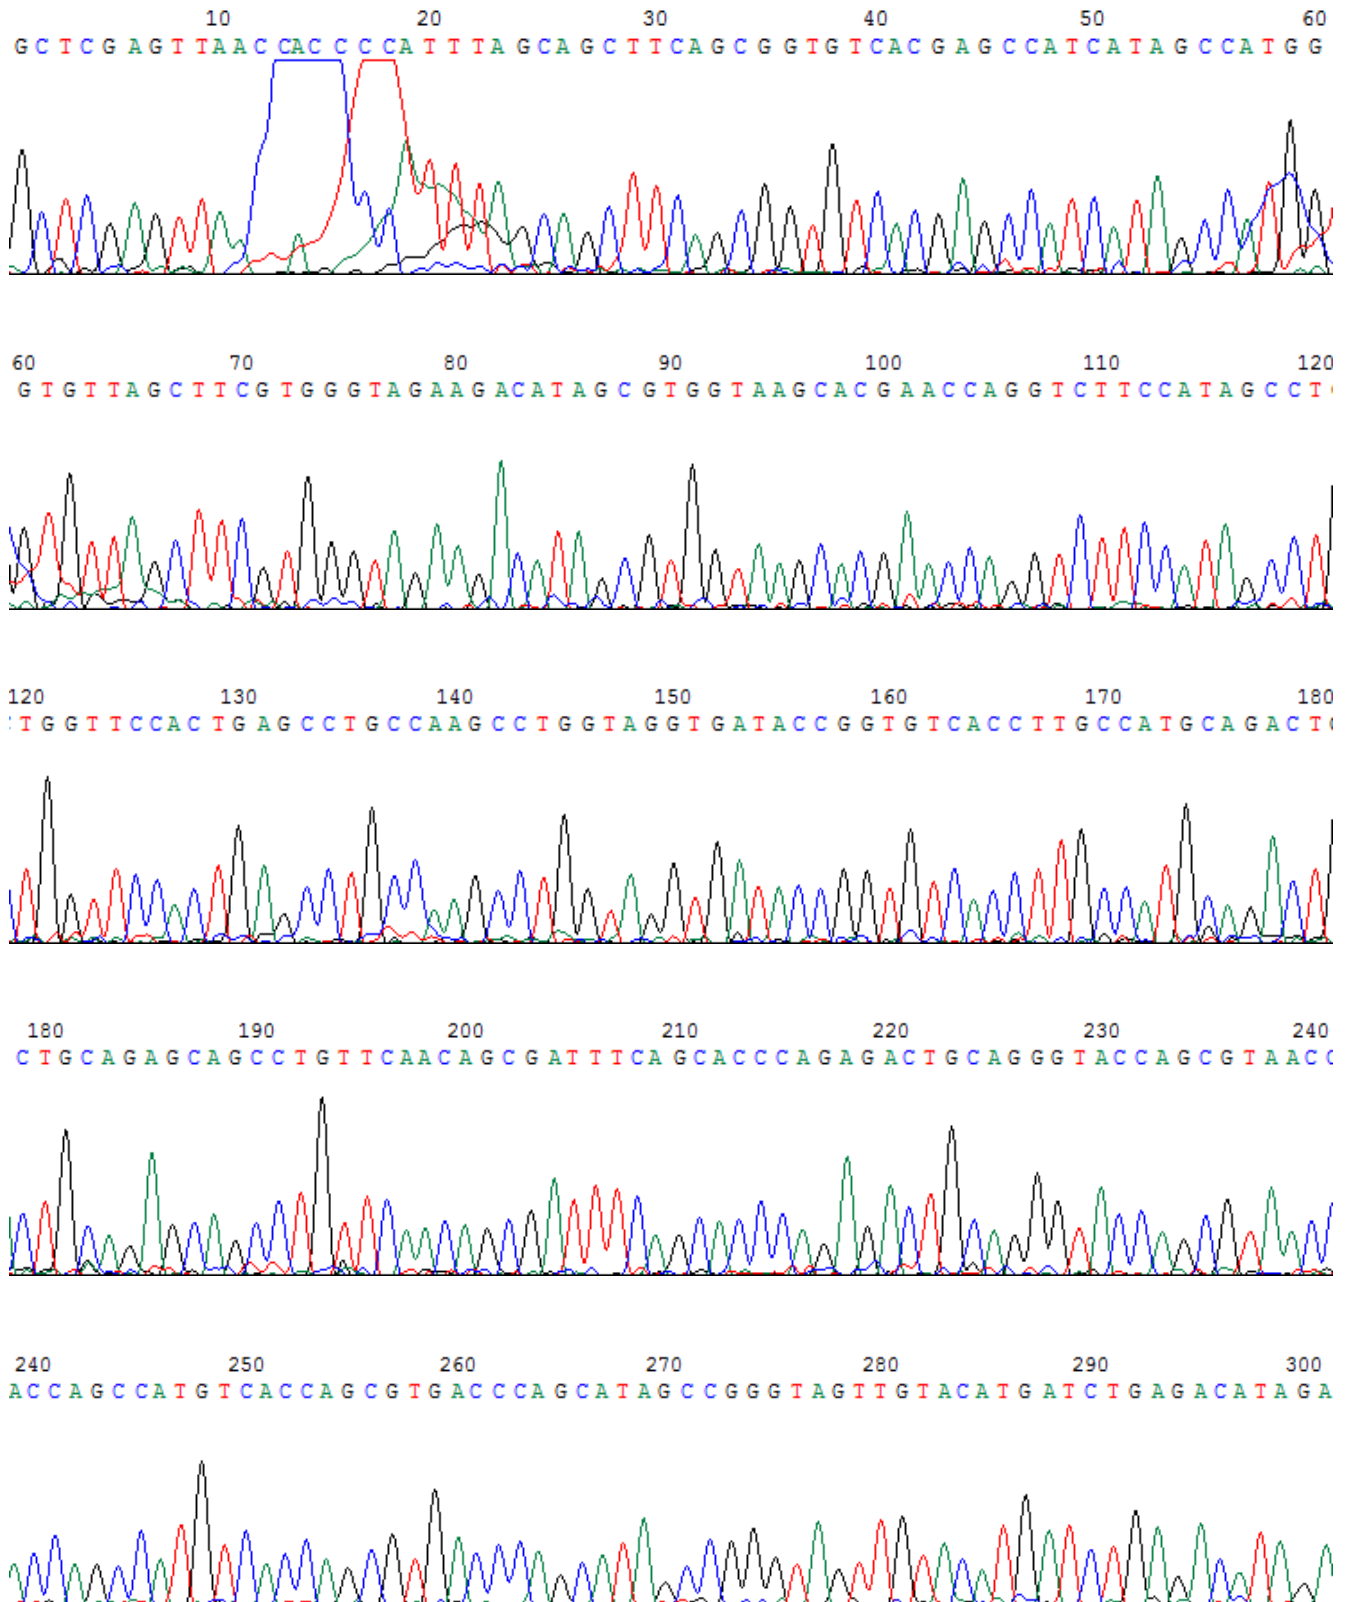 10 20 30 40 50 60
GCTCGAGTTAACCACCCCATTTAGCAGCTTCAGCGGTGTCACGAGCCATCATAGCCATGG
60 70 80 90 100 110 120
GTGTTAGCTTCGTGGGTAGAAGACATAGCGTGGTAAGCACGAACCAGGTCTTCCATAGCCT
120 130 140 150 160 170 180
TGGTTCCACTGAGCCTGCCAAGCCTGGTAGGTGATACCGGTGTCACCTTGCCATGCAGACT
180 190 200 210 220 230 240
CTGCAGAGCAGCCTGTTCAACAGCGATTTCAGCACCCAGAGACTGCAGGGTACCAGCGTAACC
240 250 260 270 280 290 300
ACCAGCCATGTCACCAGCGTGACCCAGCATAGCCGGGTAGTTGTACATGATCTGAGACATAGA